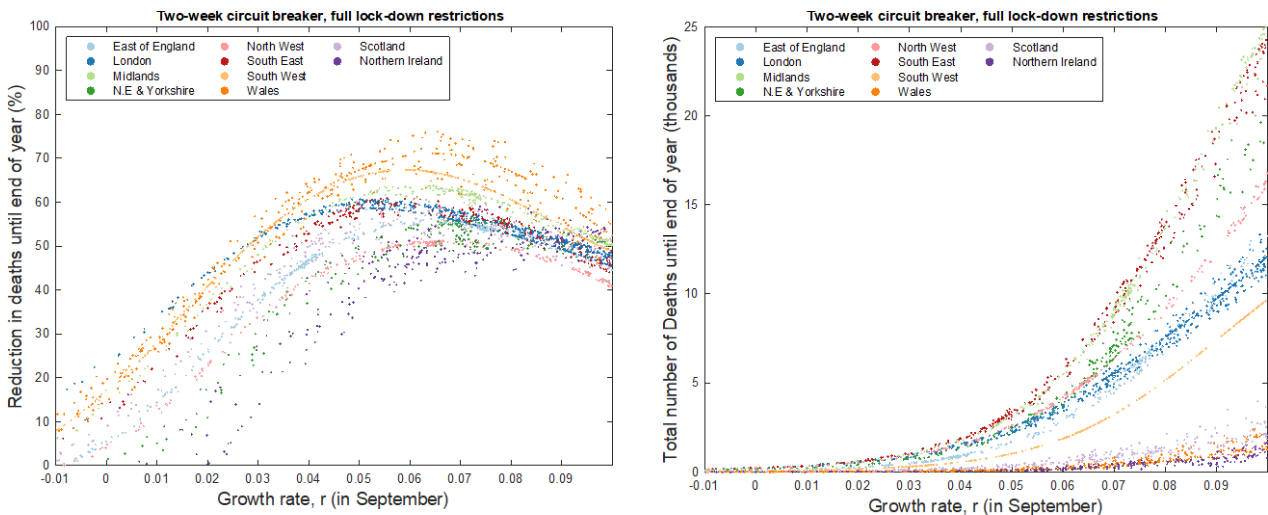 Two-week circuit breaker, full lock-down restrictions
Reduction in deaths until end of year (%)
100
90
80
70
60
50
40
30
20
10
0
East of England
London
Midlands
N.E & Yorkshire
North West
South East
South West
Wales
Scotland
Northern Ireland
-0.01 0 0.01 0.02 0.03 0.04 0.05 0.06 0.07 0.08 0.09
Growth rate, r (in September)
Two-week circuit breaker, full lock-down restrictions
Total number of Deaths until end of year (thousands)
25
20
15
10
5
0
East of England
London
Midlands
N.E & Yorkshire
North West
South East
South West
Wales
Scotland
Northern Ireland
-0.01 0 0.01 0.02 0.03 0.04 0.05 0.06 0.07 0.08 0.09
Growth rate, r (in September)